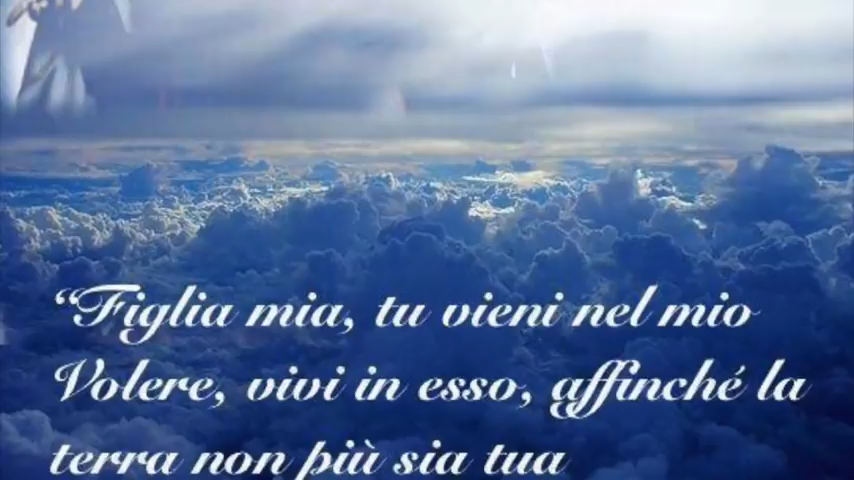 “Figlia mia, tu vieni nel mio
Volere, vivi in esso, affinché la
terra non più sia tua